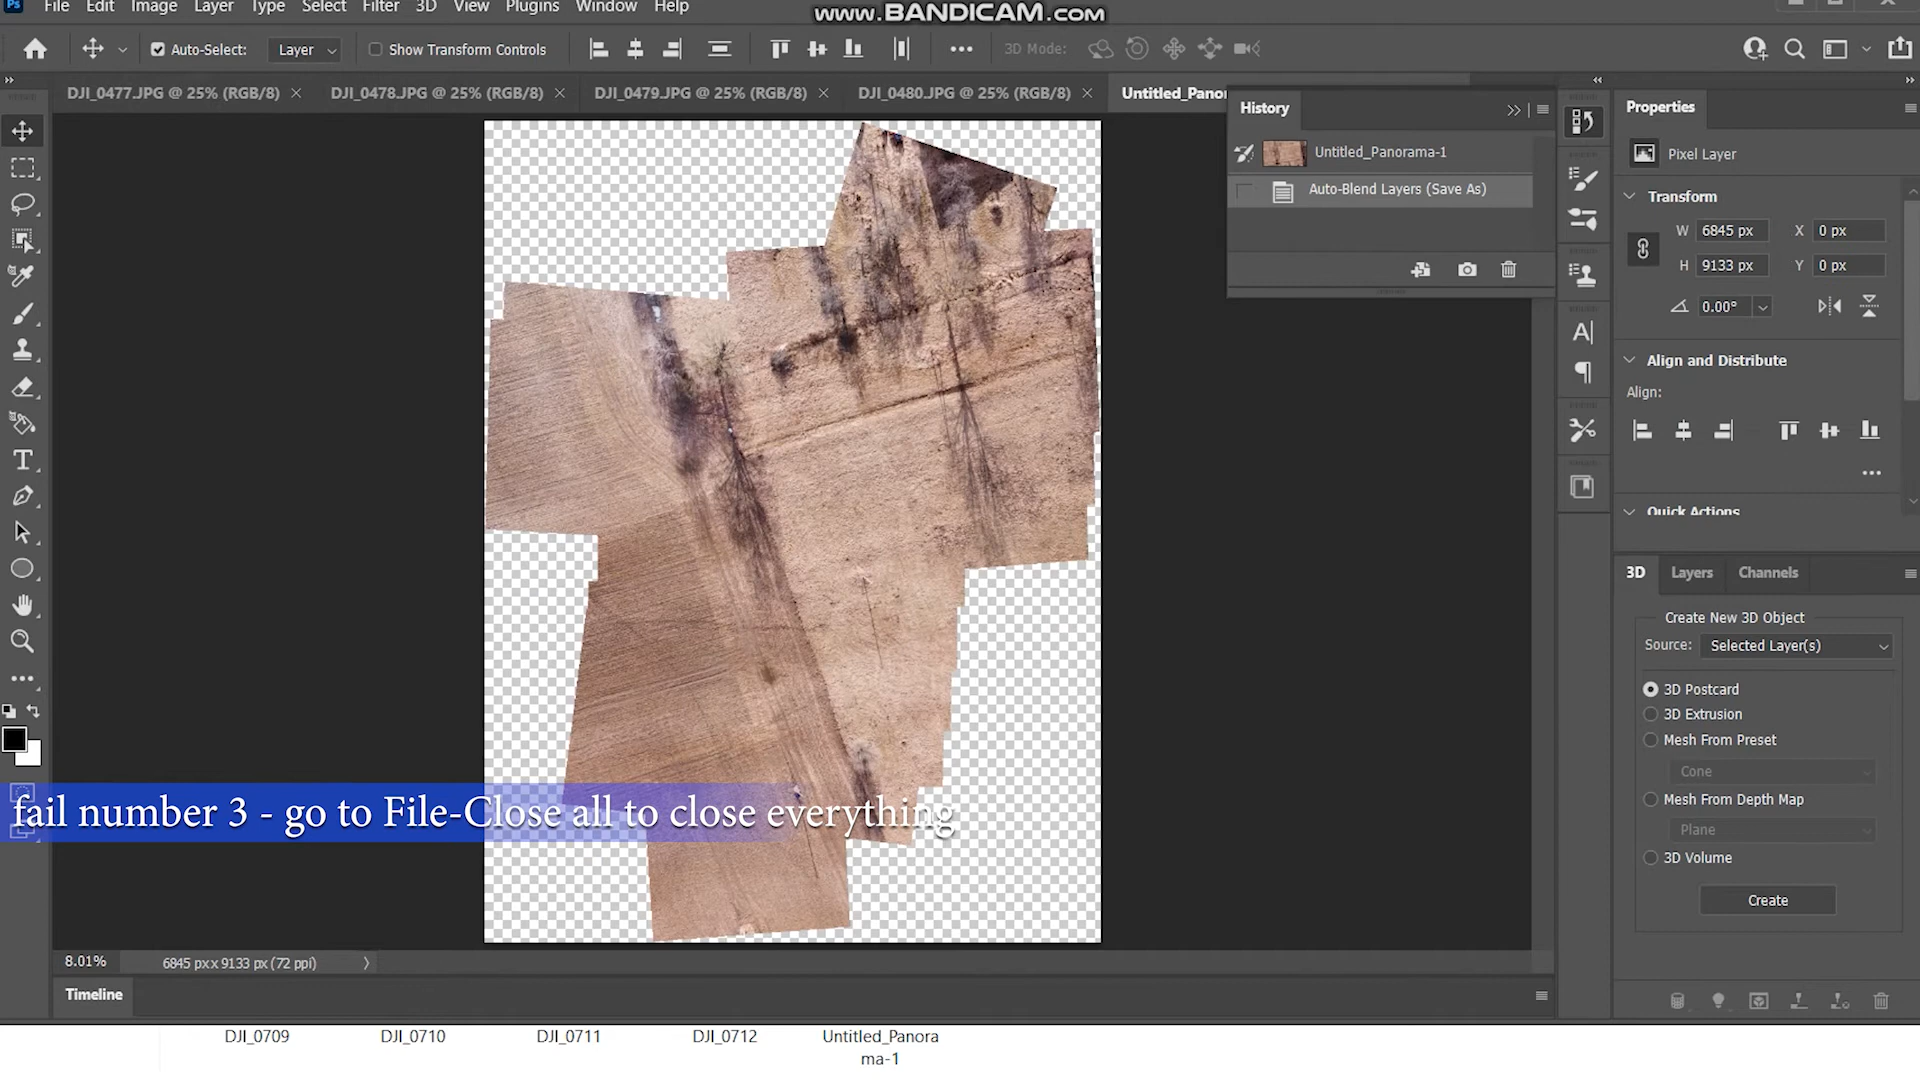 www.BANDICAM.com
Ps File Edit Image Layer Type Select Filter 3D View Plugins Window Help
Auto-Select: Layer Show Transform Controls 3D Mode:
DJI_0477.JPG @ 25% (RGB/8) DJI_0478.JPG @ 25% (RGB/8) DJI_0479.JPG @ 25% (RGB/8) DJI_0480.JPG @ 25% (RGB/8) Untitled_Panor
History
Untitled_Panorama-1
Auto-Blend Layers (Save As)
Properties
Pixel Layer
Transform
W 6845 px X 0 px
H 9133 px Y 0 px
0.00°
Align and Distribute
Align:
Quick Actions
3D Layers Channels
Create New 3D Object
Source: Selected Layer(s)
3D Postcard
3D Extrusion
Mesh From Preset
Cone
Mesh From Depth Map
Plane
3D Volume
Create
fail number 3 - go to File-Close all to close everything
8.01% 6845 px x 9133 px (72 ppi)
Timeline
DJI_0709 DJI_0710 DJI_0711 DJI_0712 Untitled_Panora
ma-1